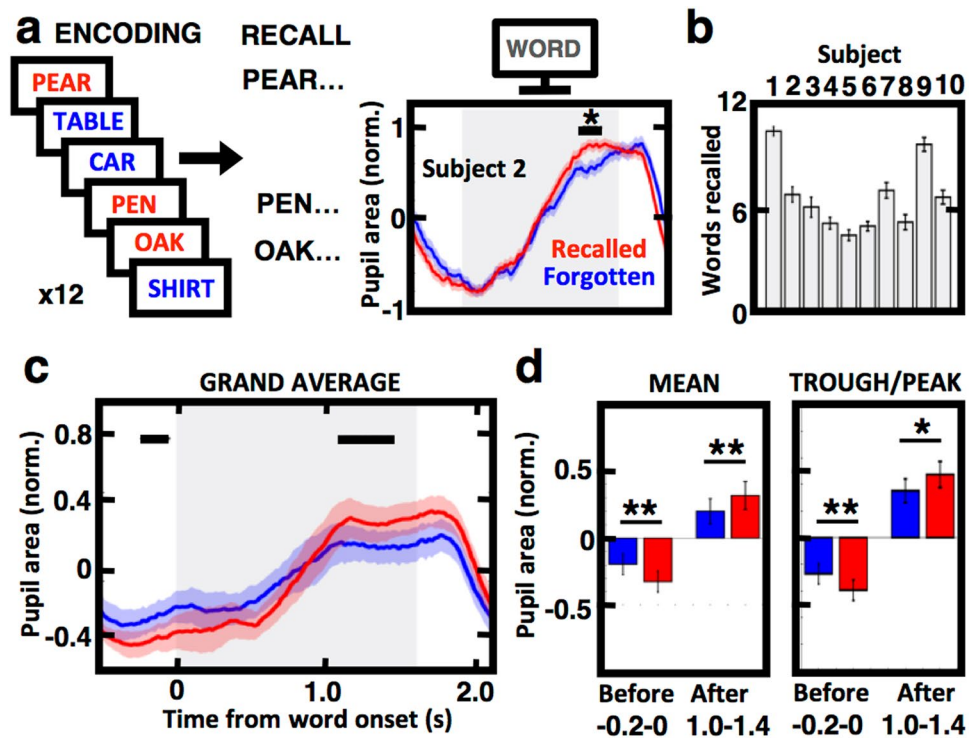 a ENCODING
RECALL
PEAR
TABLE
CAR
PEN
OAK
SHIRT
x12
PEAR...
PEN...
OAK...
WORD
*
Subject 2
Recalled
Forgotten
Pupil area (norm.)
1
0
-1
b
Subject
1 2 3 4 5 6 7 8 9 10
Words recalled
12
6
0
c
GRAND AVERAGE
Pupil area (norm.)
0.8
0.4
0
-0.4
0 1.0 2.0
Time from word onset (s)
d
MEAN
TROUGH/PEAK
Pupil area (norm.)
0.5
0
-0.5
**
**
**
*
Before After
-0.2-0 1.0-1.4
Before After
-0.2-0 1.0-1.4